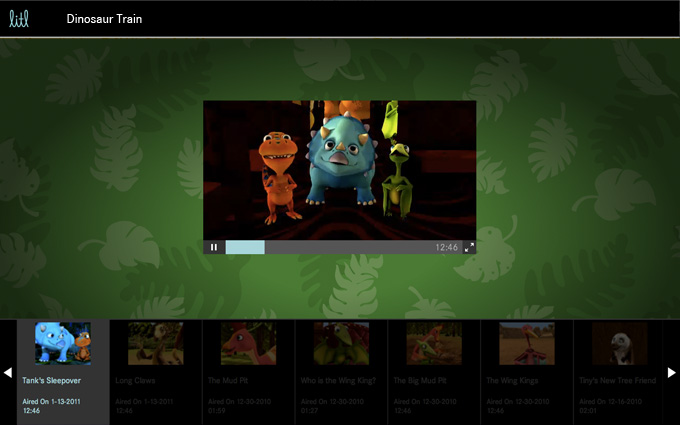 litl
Dinosaur Train
12:46
Tank's Sleepover
Aired On 1-13-2011
12:46
Long Claws
Aired On 1-13-2011
12:46
The Mud Pit
Aired On 12-30-2010
01:59
Who is the Wing King?
Aired On 12-30-2010
01:27
The Big Mud Pit
Aired On 12-30-2010
12:46
The Wing Kings
Aired On 12-30-2010
12:46
Tiny's New Tree Friend
Aired On 12-16-2010
02:01